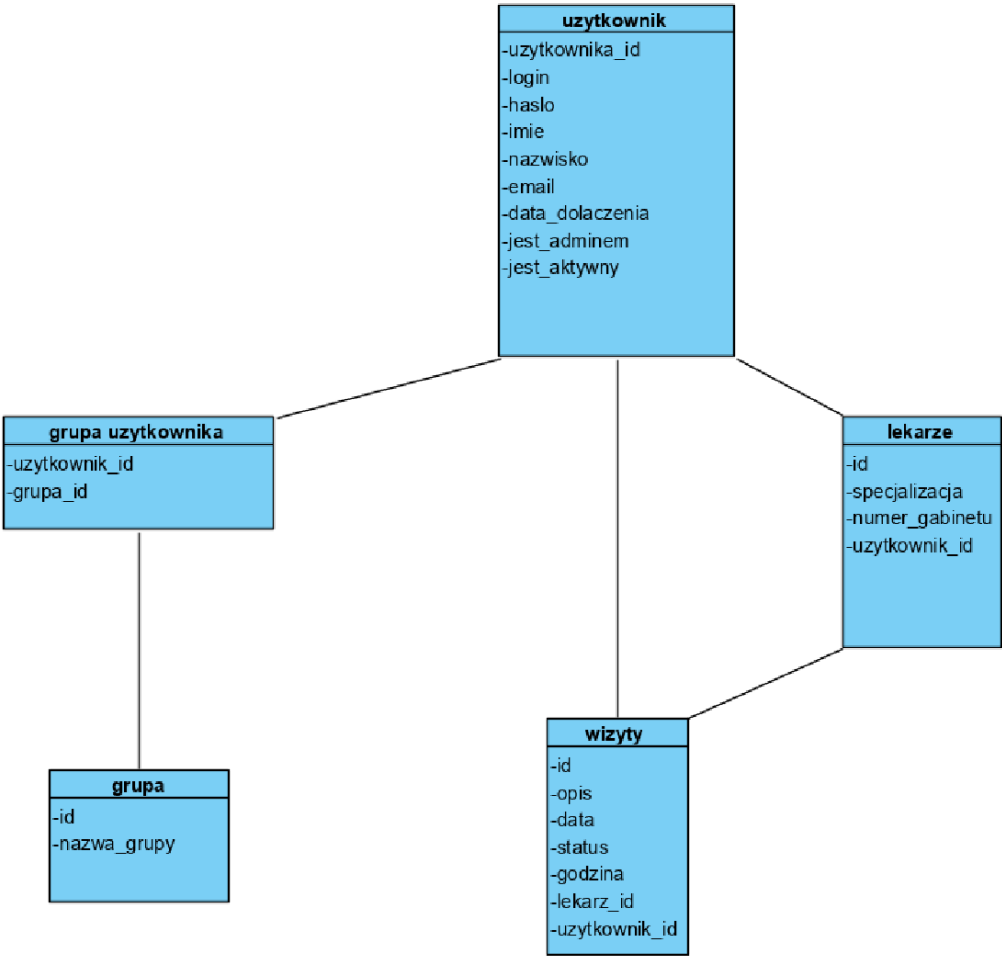 uzytkownik
-uzytkownika_id
-login
-haslo
-imie
-nazwisko
-email
-data_dolaczenia
-jest_adminem
-jest_aktywny
grupa uzytkownika
-uzytkownik_id
-grupa_id
lekarze
-id
-specjalizacja
-numer_gabinetu
-uzytkownik_id
grupa
-id
-nazwa_grupy
wizyty
-id
-opis
-data
-status
-godzina
-lekarz_id
-uzytkownik_id